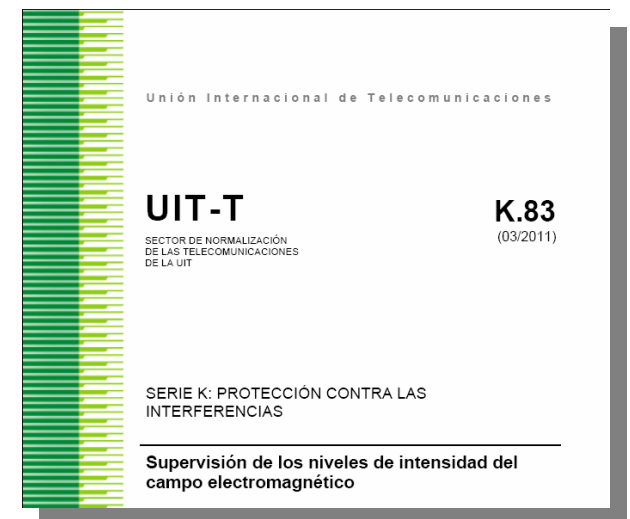 Unión Internacional de Telecomunicaciones
UIT-T
K.83
SECTOR DE NORMALIZACIÓN
DE LAS TELECOMUNICACIONES
DE LA UIT
(03/2011)
SERIE K: PROTECCIÓN CONTRA LAS
INTERFERENCIAS
Supervisión de los niveles de intensidad del
campo electromagnético